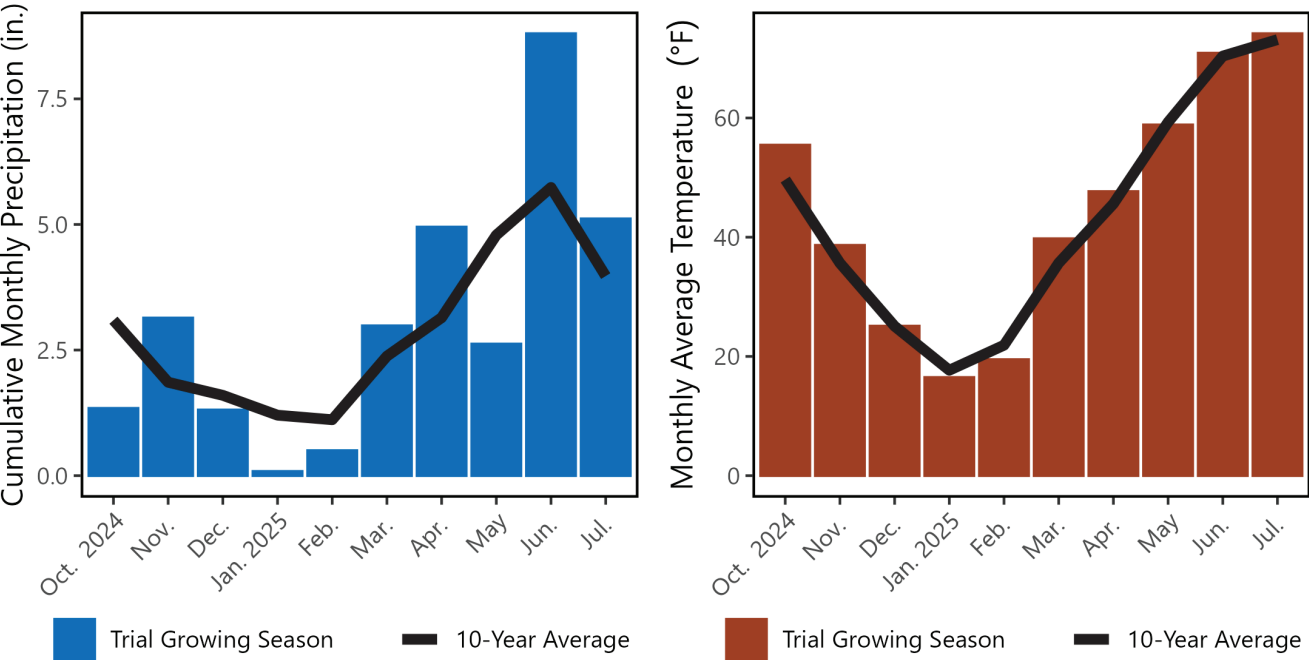 Cumulative Monthly Precipitation (in.)
7.5
5.0
2.5
0.0
Oct. 2024
Nov.
Dec.
Jan. 2025
Feb.
Mar.
Apr.
May
Jun.
Jul.
Trial Growing Season
10-Year Average
Monthly Average Temperature (°F)
60
40
20
0
Oct. 2024
Nov.
Dec.
Jan. 2025
Feb.
Mar.
Apr.
May
Jun.
Jul.
Trial Growing Season
10-Year Average